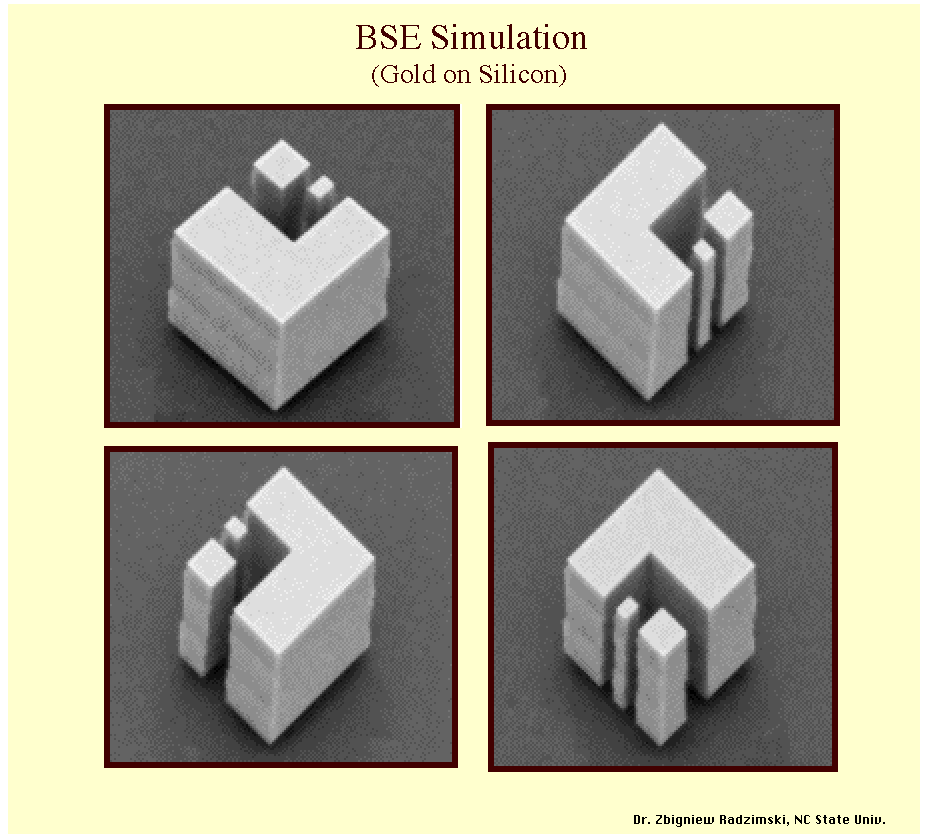 BSE Simulation
(Gold on Silicon)
Dr. Zbigniew Radzimski, NC State Univ.